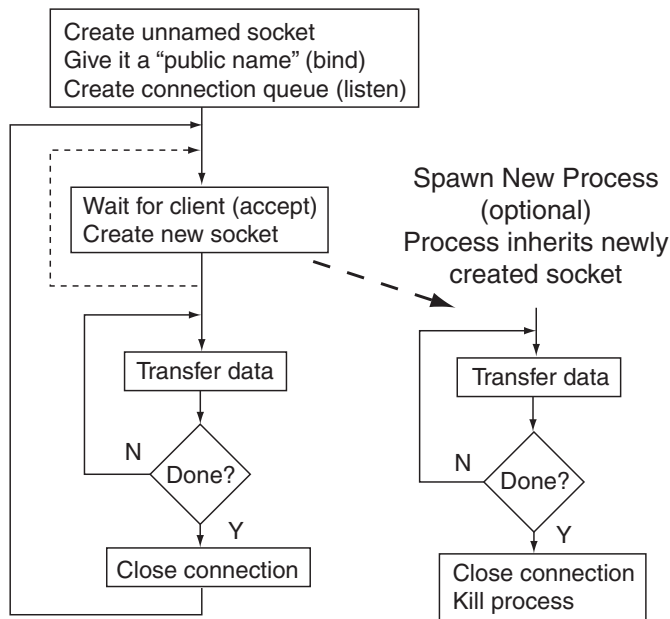 Create unnamed socket
Give it a “public name” (bind)
Create connection queue (listen)
Wait for client (accept)
Create new socket
Spawn New Process
(optional)
Process inherits newly
created socket
Transfer data
N
Done?
Y
Close connection
Transfer data
N
Done?
Y
Close connection
Kill process